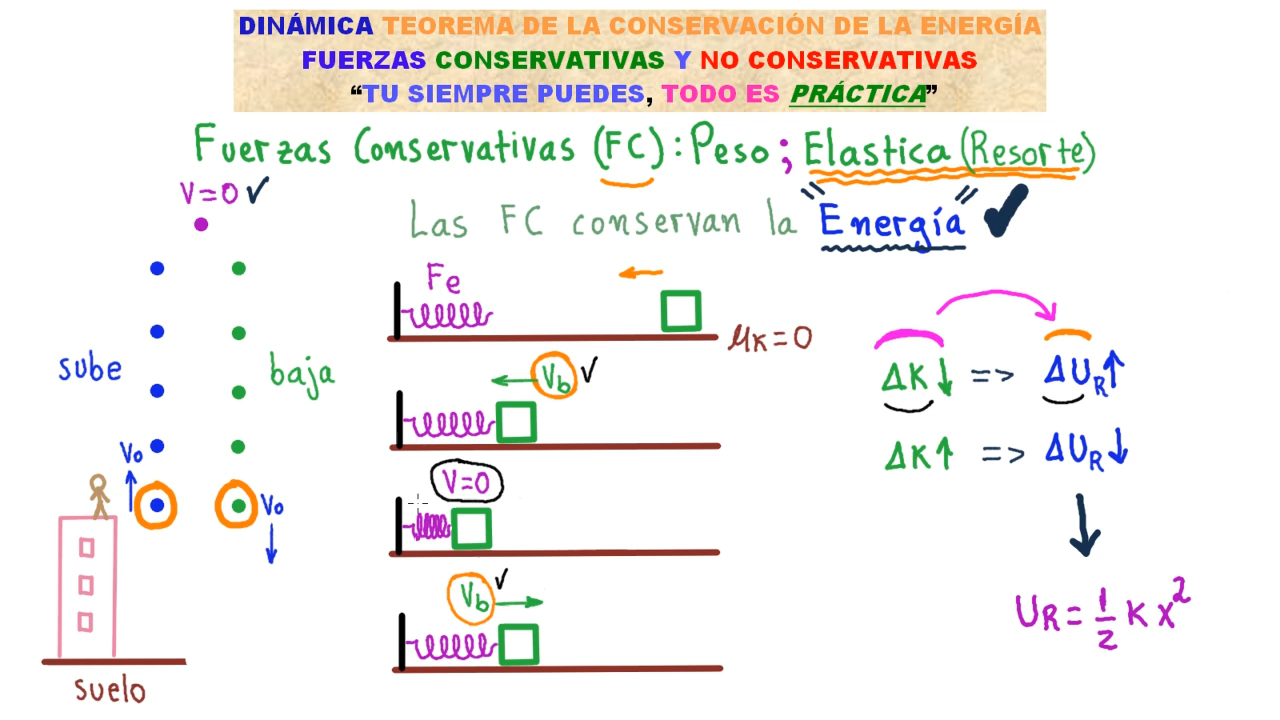 DINÁMICA TEOREMA DE LA CONSERVACIÓN DE LA ENERGÍA
FUERZAS CONSERVATIVAS Y NO CONSERVATIVAS
“TU SIEMPRE PUEDES, TODO ES PRÁCTICA”
Fuerzas Conservativas (FC): Peso; Elastica (Resorte)
V=0 ✓
Las FC conservan la "Energía" ✓
Fe
μK=0
sube
baja
Vb ✓
ΔK↓ => ΔUR↑
ΔK↑ => ΔUR↓
Vo
V=0
Vo
Vb ✓
UR = 1/2 K x²
suelo